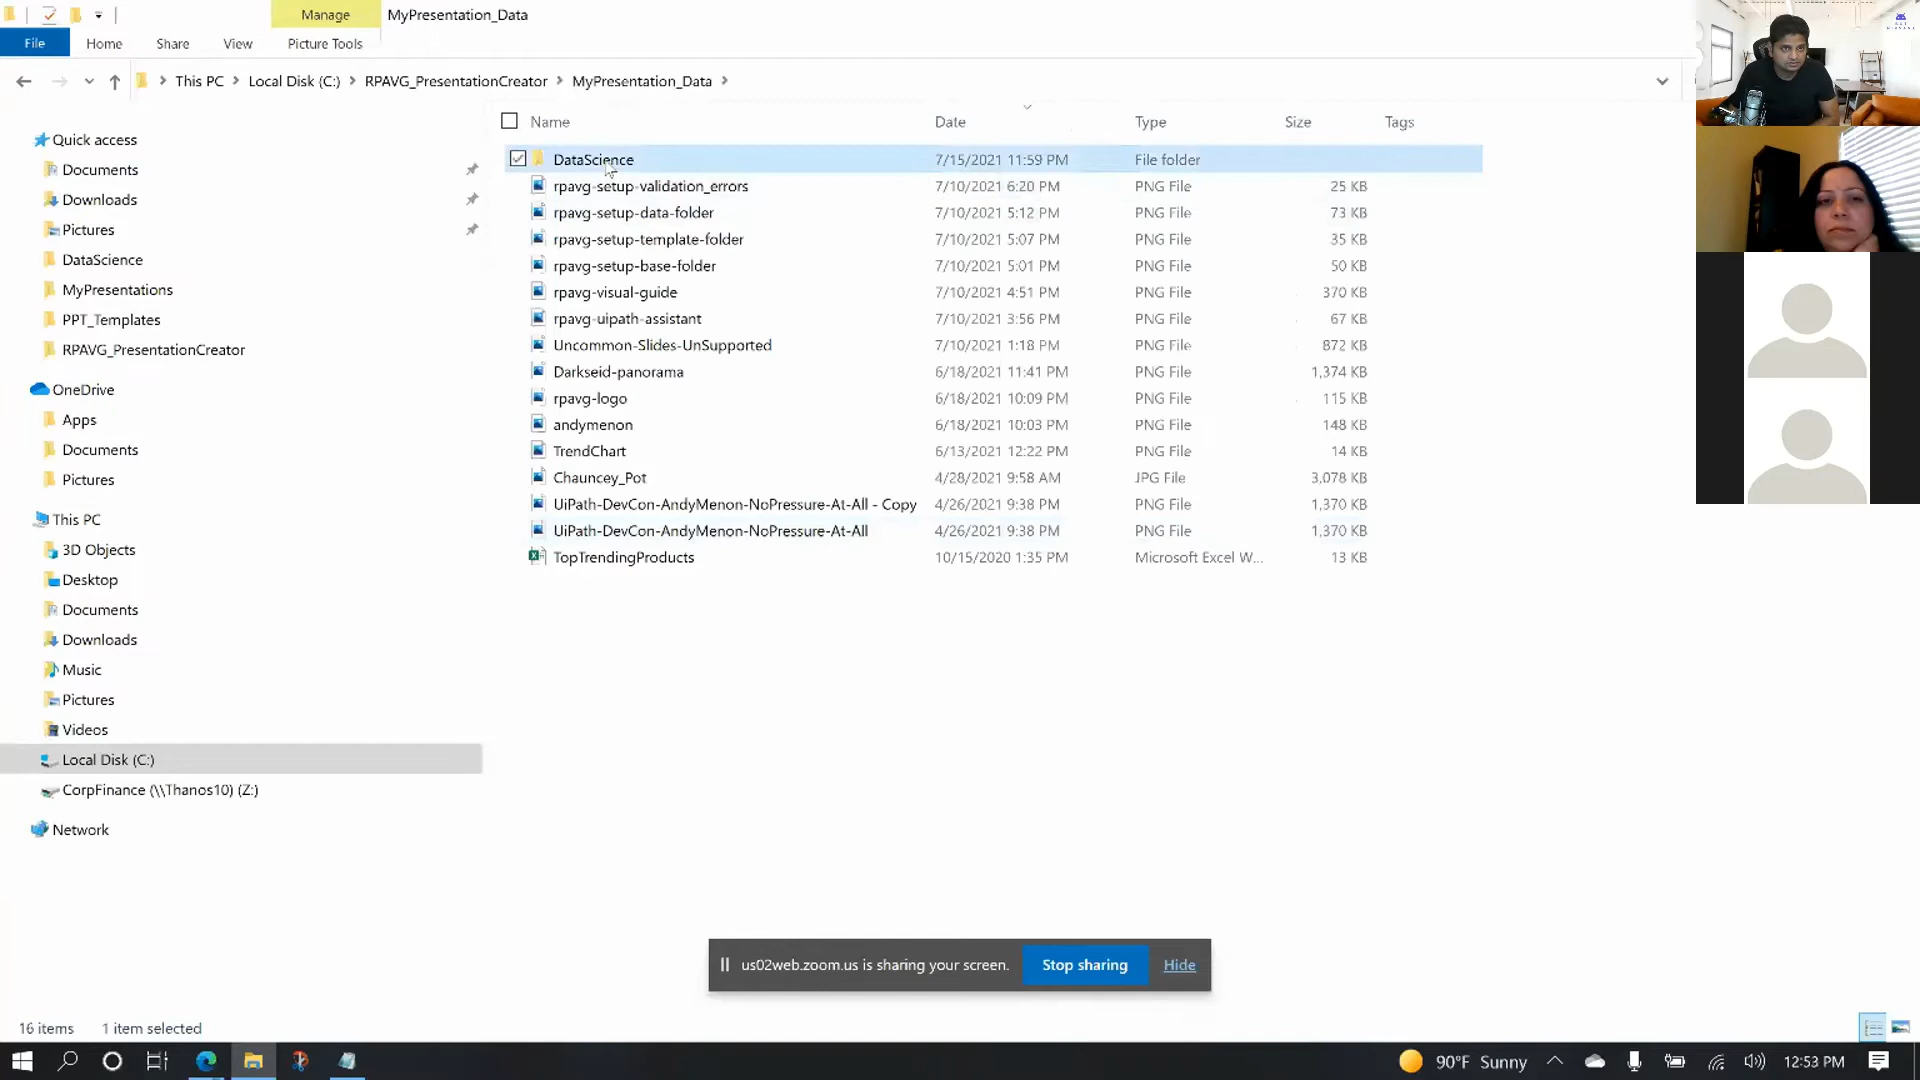 Manage
MyPresentation_Data
File
Home
Share
View
Picture Tools
This PC
Local Disk (C:)
RPAVG_PresentationCreator
MyPresentation_Data
Name
Date
Type
Size
Tags
Quick access
Documents
Downloads
Pictures
DataScience
MyPresentations
PPT_Templates
RPAVG_PresentationCreator
OneDrive
Apps
Documents
Pictures
This PC
3D Objects
Desktop
Documents
Downloads
Music
Pictures
Videos
Local Disk (C:)
CorpFinance (\\Thanos10) (Z:)
Network
DataScience 7/15/2021 11:59 PM File folder
rpavg-setup-validation_errors 7/10/2021 6:20 PM PNG File 25 KB
rpavg-setup-data-folder 7/10/2021 5:12 PM PNG File 73 KB
rpavg-setup-template-folder 7/10/2021 5:07 PM PNG File 35 KB
rpavg-setup-base-folder 7/10/2021 5:01 PM PNG File 50 KB
rpavg-visual-guide 7/10/2021 4:51 PM PNG File 370 KB
rpavg-uipath-assistant 7/10/2021 3:56 PM PNG File 67 KB
Uncommon-Slides-UnSupported 7/10/2021 1:18 PM PNG File 872 KB
Darkseid-panorama 6/18/2021 11:41 PM PNG File 1,374 KB
rpavg-logo 6/18/2021 10:09 PM PNG File 115 KB
andymenon 6/18/2021 10:03 PM PNG File 148 KB
TrendChart 6/13/2021 12:22 PM PNG File 14 KB
Chauncey_Pot 4/28/2021 9:58 AM JPG File 3,078 KB
UiPath-DevCon-AndyMenon-NoPressure-At-All - Copy 4/26/2021 9:38 PM PNG File 1,370 KB
UiPath-DevCon-AndyMenon-NoPressure-At-All 4/26/2021 9:38 PM PNG File 1,370 KB
TopTrendingProducts 10/15/2020 1:35 PM Microsoft Excel W... 13 KB
us02web.zoom.us is sharing your screen.
Stop sharing
Hide
16 items
1 item selected
90°F Sunny
12:53 PM